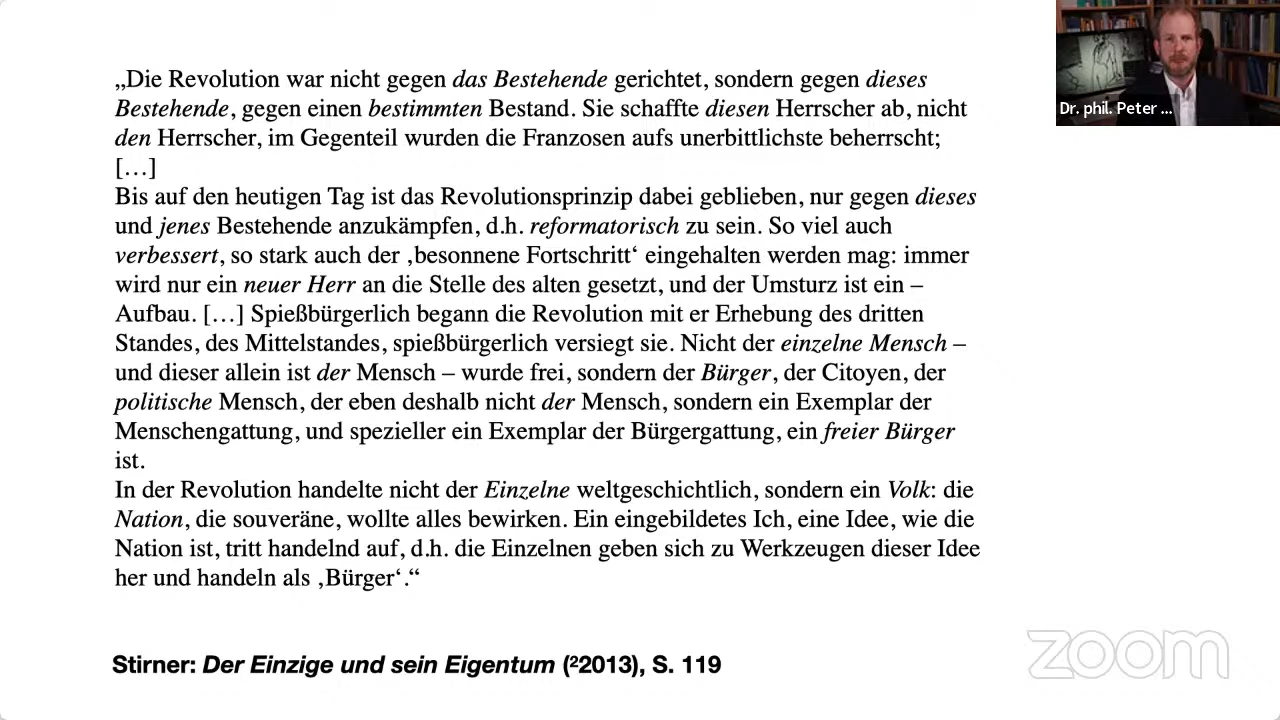 „Die Revolution war nicht gegen das Bestehende gerichtet, sondern gegen dieses
Bestehende, gegen einen bestimmten Bestand. Sie schaffte diesen Herrscher ab, nicht
den Herrscher, im Gegenteil wurden die Franzosen aufs unerbittlichste beherrscht;
[…]
Bis auf den heutigen Tag ist das Revolutionsprinzip dabei geblieben, nur gegen dieses
und jenes Bestehende anzukämpfen, d.h. reformatorisch zu sein. So viel auch
verbessert, so stark auch der ‚besonnene Fortschritt‘ eingehalten werden mag: immer
wird nur ein neuer Herr an die Stelle des alten gesetzt, und der Umsturz ist ein –
Aufbau. […] Spießbürgerlich begann die Revolution mit er Erhebung des dritten
Standes, des Mittelstandes, spießbürgerlich versiegt sie. Nicht der einzelne Mensch –
und dieser allein ist der Mensch – wurde frei, sondern der Bürger, der Citoyen, der
politische Mensch, der eben deshalb nicht der Mensch, sondern ein Exemplar der
Menschengattung, und spezieller ein Exemplar der Bürgergattung, ein freier Bürger
ist.
In der Revolution handelte nicht der Einzelne weltgeschichtlich, sondern ein Volk: die
Nation, die souveräne, wollte alles bewirken. Ein eingebildetes Ich, eine Idee, wie die
Nation ist, tritt handelnd auf, d.h. die Einzelnen geben sich zu Werkzeugen dieser Idee
her und handeln als ‚Bürger‘.“
Stirner: Der Einzige und sein Eigentum (²2013), S. 119
Dr. phil. Peter ...
zoom